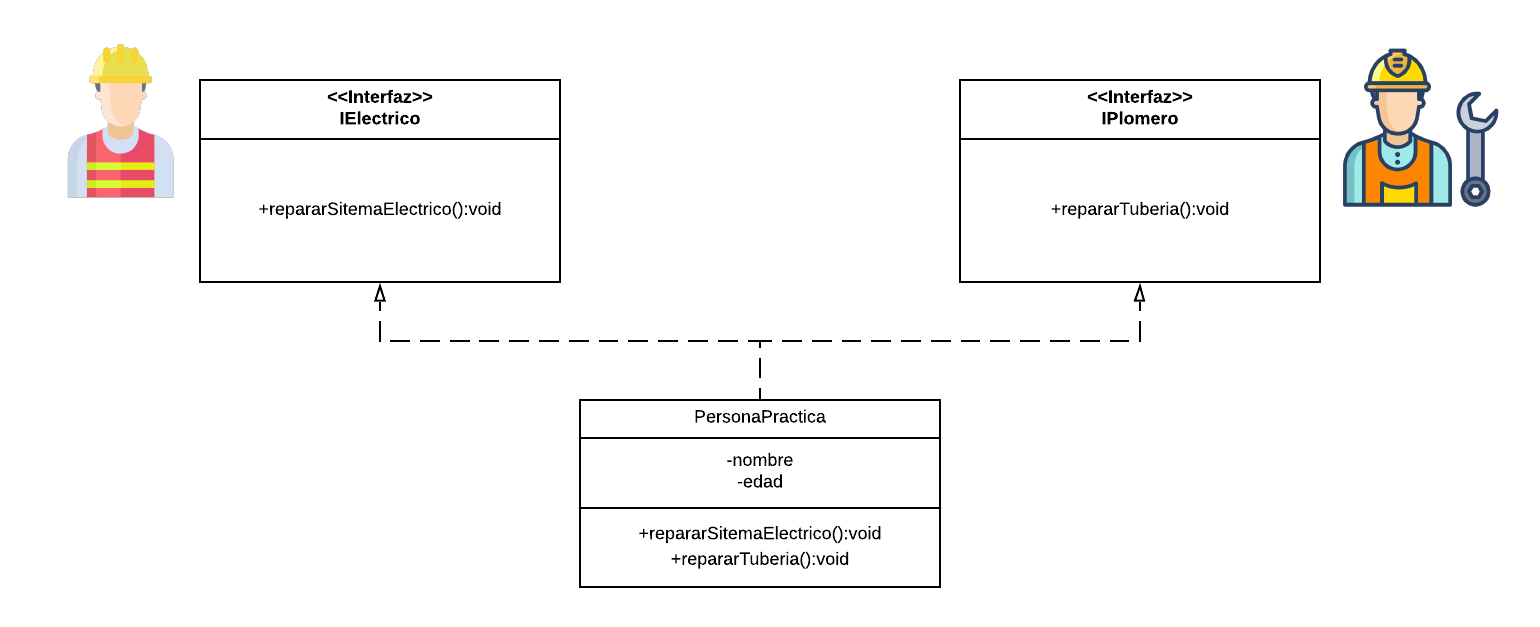 <<Interfaz>>
IElectrico
+repararSitemaElectrico():void
<<Interfaz>>
IPlomero
+repararTuberia():void
PersonaPractica
-nombre
-edad
+repararSitemaElectrico():void
+repararTuberia():void